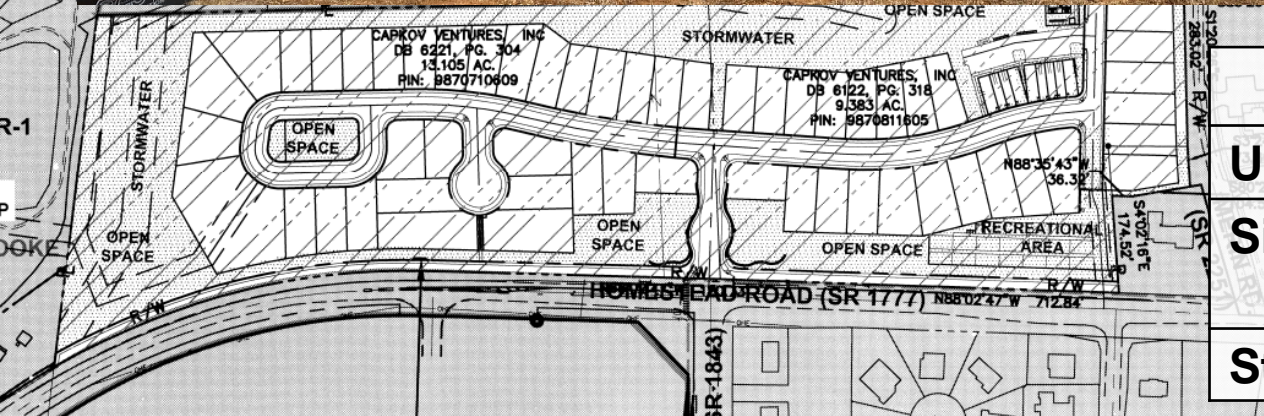 OPEN SPACE
STORMWATER
CAPKOV VENTURES, INC
DB 6221, PG. 304
13.105 AC.
PIN: 9870710609
CAPKOV VENTURES, INC
DB 6122, PG. 318
9.383 AC.
PIN: 9870811605
283.02'
R/W
R-1
STORMWATER
OPEN
SPACE
N88°35'43"W
36.32'
U
P
OOKE
OPEN
SPACE
OPEN
SPACE
OPEN SPACE
RECREATIONAL
AREA
S4°02'16"E
174.52'
(SR
R/W
R/W
R/W
HOMESTEAD ROAD (SR 1777)
N88°02'47"W 712.84'
SR-1843)